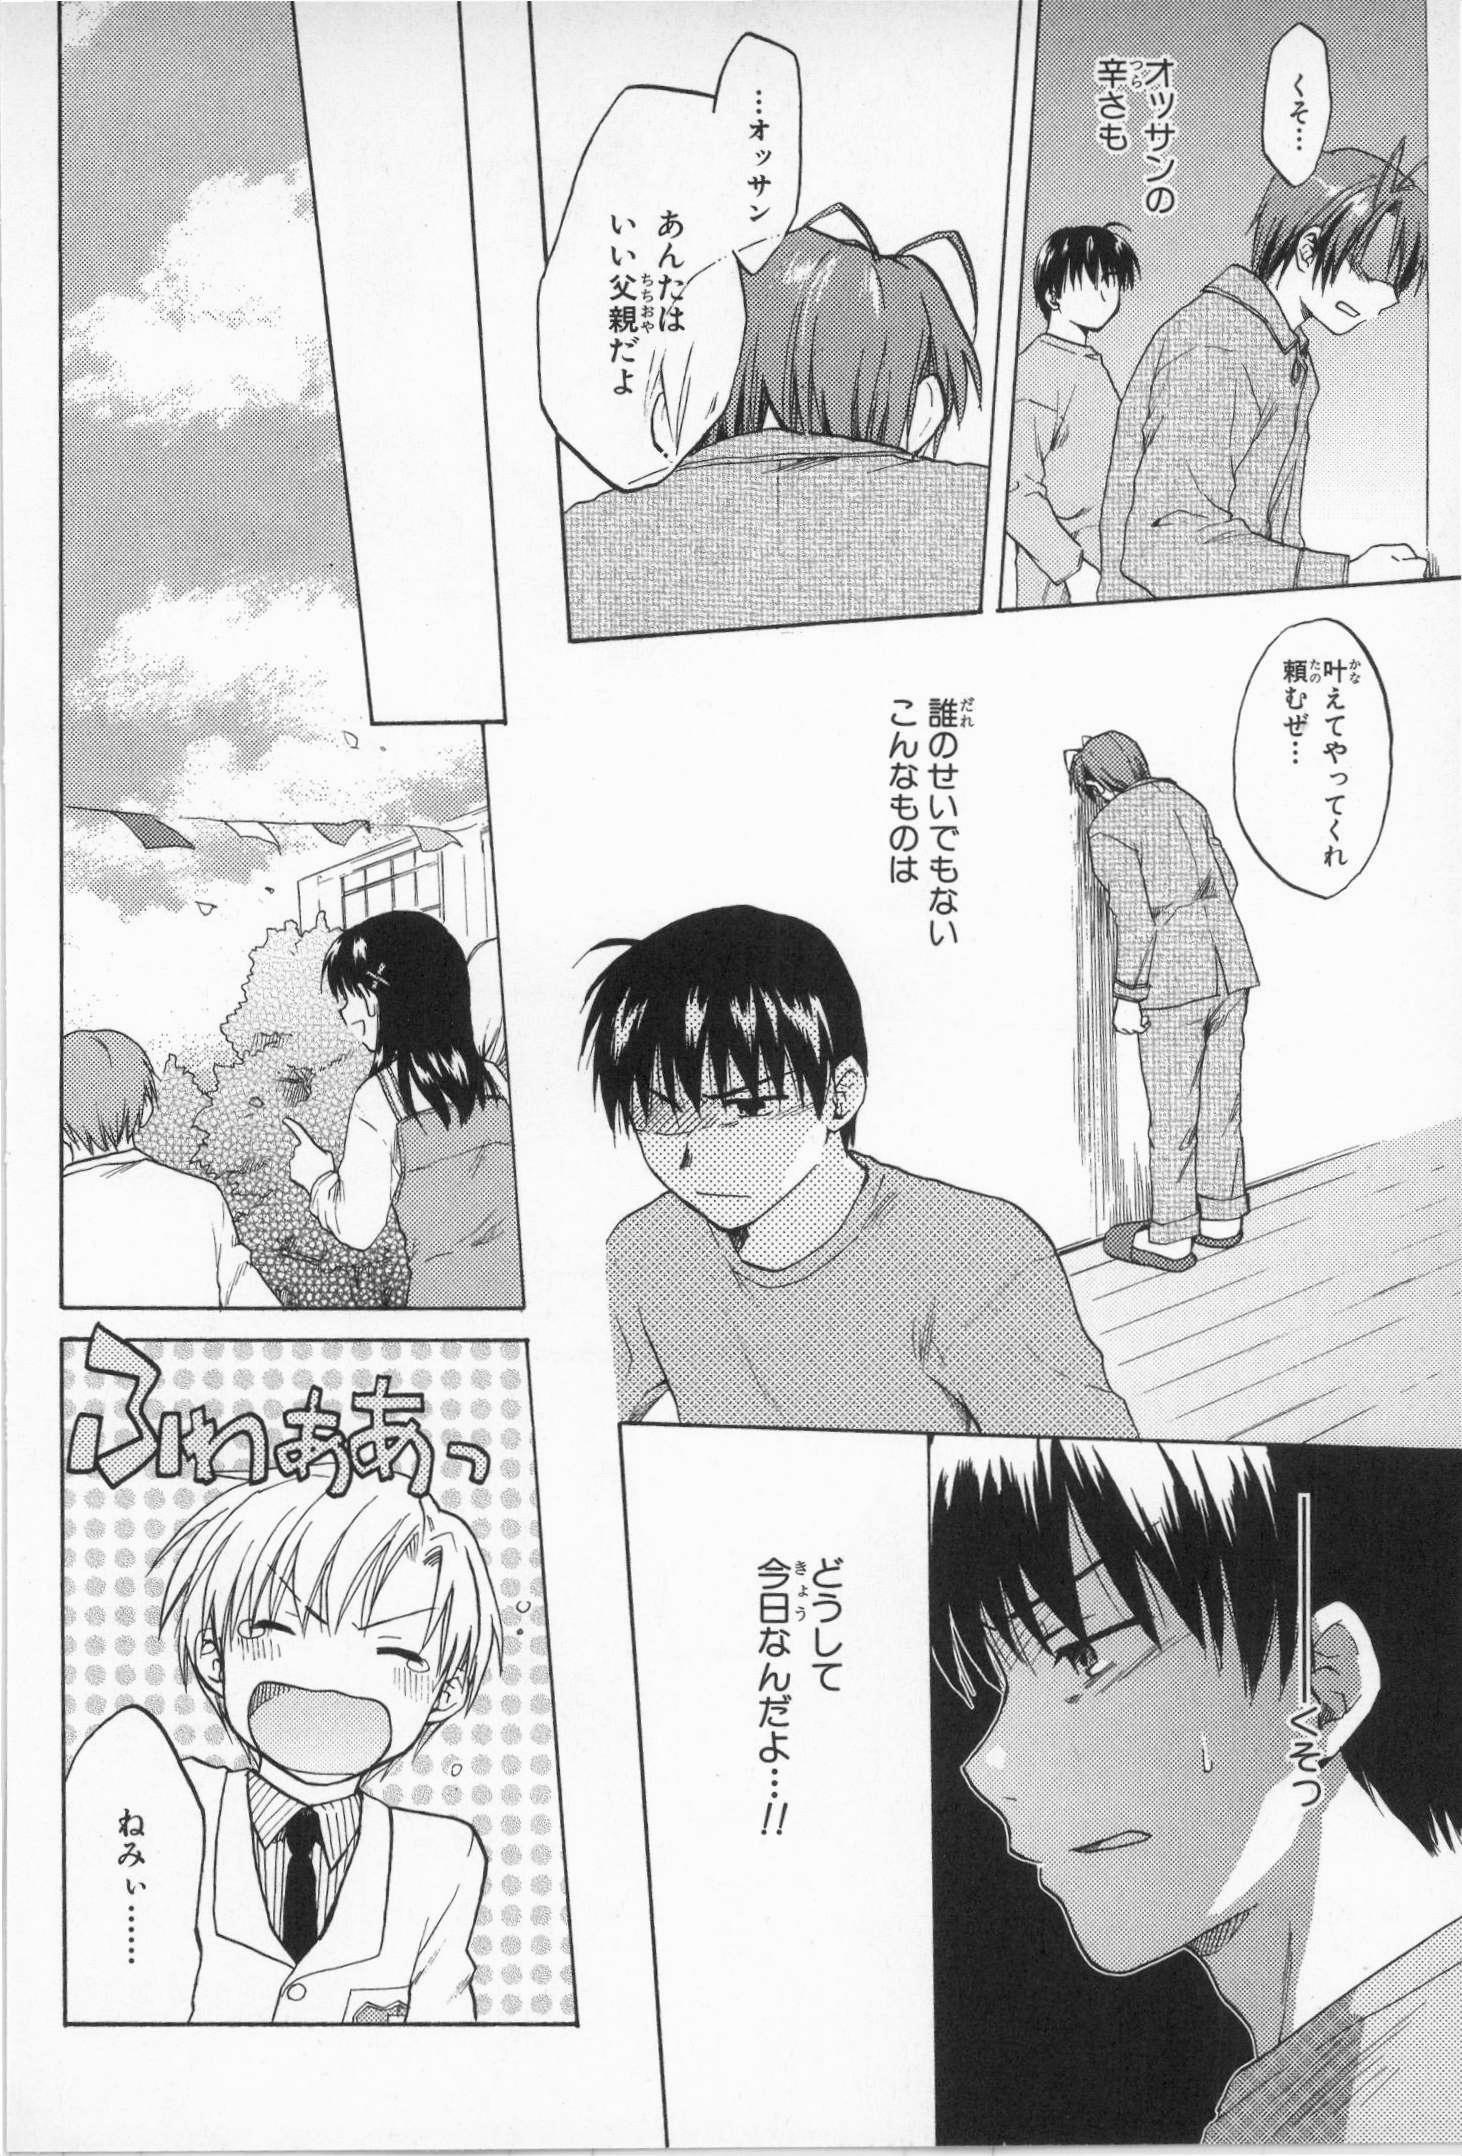 くそ…
オッサンの
辛さも
…オッサン
あんたは
いい父親だよ
叶えてやってくれ
頼むぜ…
誰のせいでもない
こんなものは
――くそっ
どうして
今日なんだよ…!!
ふわぁあっ
ねみぃ……